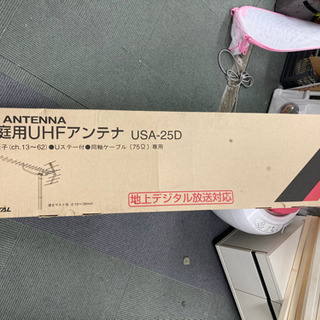 ANTENNA
庭用UHFアンテナ USA-25D
子(ch.13～62)●Uステー付●同軸ケーブル(75Ω)専用
地上デジタル放送対応